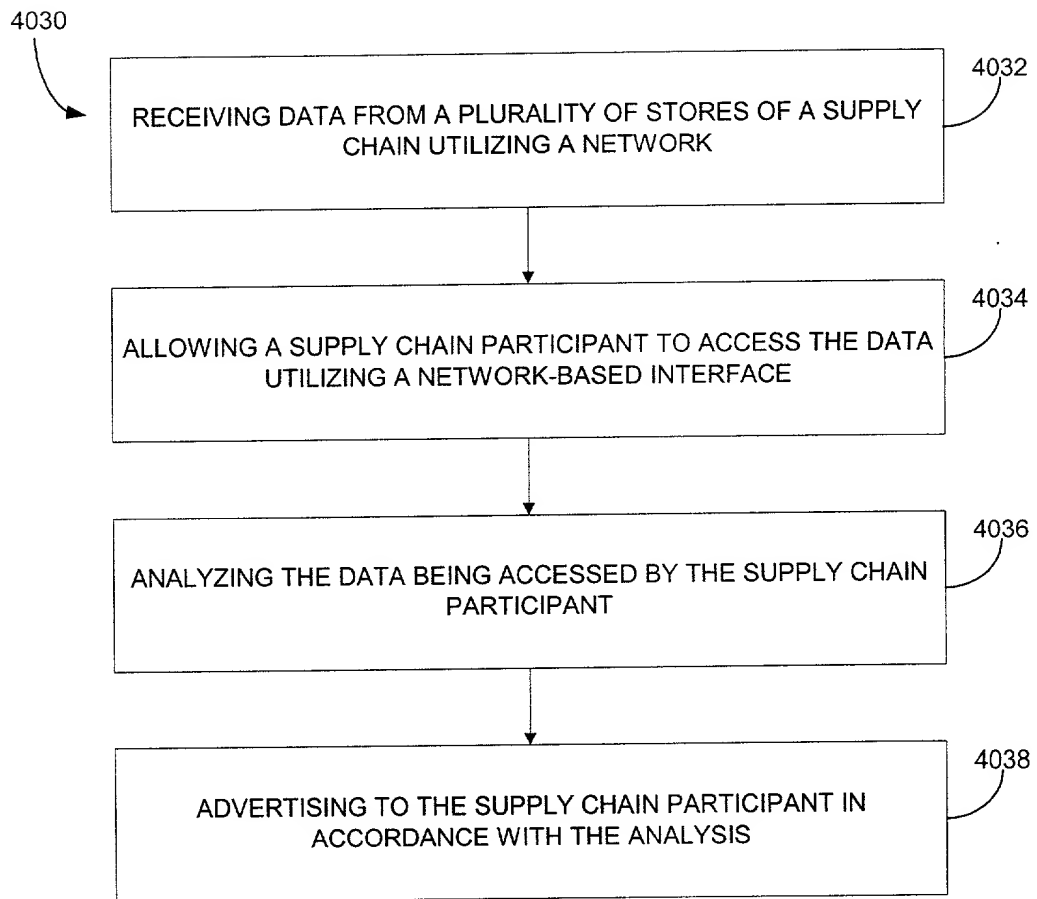 4030
4032
RECEIVING DATA FROM A PLURALITY OF STORES OF A SUPPLY
CHAIN UTILIZING A NETWORK
4034
ALLOWING A SUPPLY CHAIN PARTICIPANT TO ACCESS THE DATA
UTILIZING A NETWORK-BASED INTERFACE
4036
ANALYZING THE DATA BEING ACCESSED BY THE SUPPLY CHAIN
PARTICIPANT
4038
ADVERTISING TO THE SUPPLY CHAIN PARTICIPANT IN
ACCORDANCE WITH THE ANALYSIS